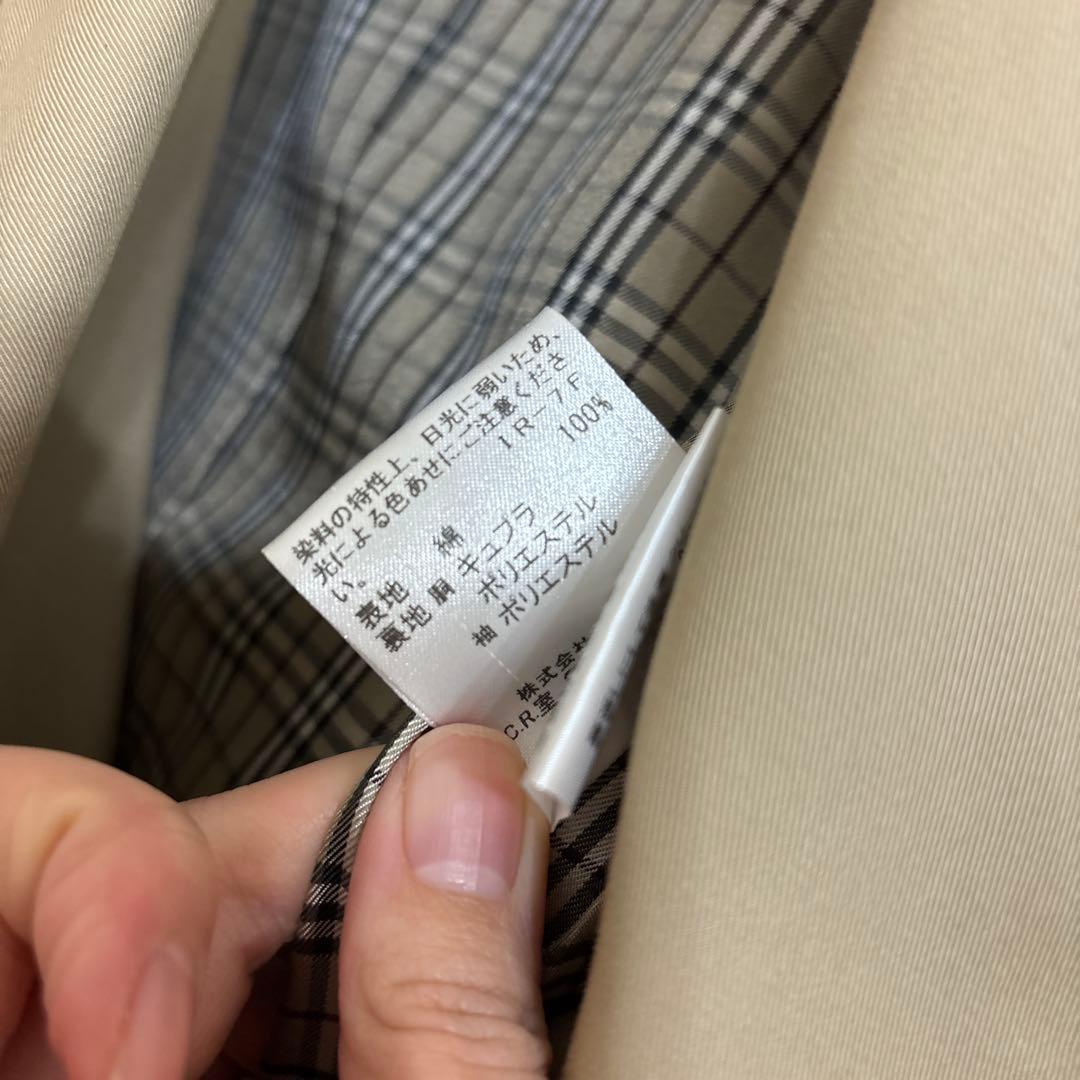 染料の特性上、日光に弱いため、
光による色あせにご注意くださ
い。 IR-7F
表地 綿 100%
裏地 胴 キュプラ
ポリエステル
袖 ポリエステル
株式会社
C.R.室